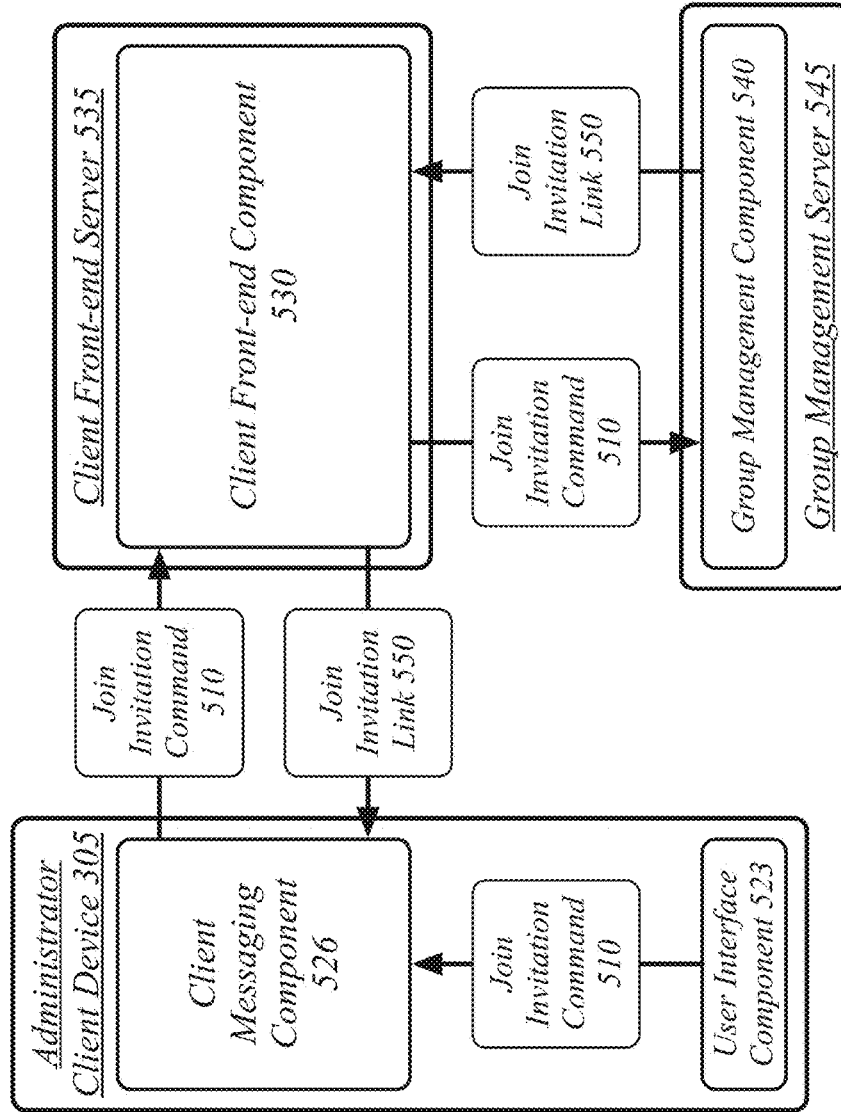 Administrator
Client Device 305
Client
Messaging
Component
526
Join
Invitation
Command
510
User Interface
Component 523
Join
Invitation
Command
510
Join
Invitation
Link 550
Client Front-end Server 535
Client Front-end Component
530
Join
Invitation
Command
510
Join
Invitation
Link 550
Group Management Component 540
Group Management Server 545